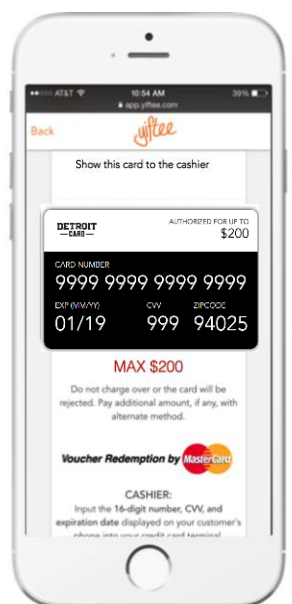 AT&T 10:54 AM 39%
app.yiftee.com
Back yiftee
Show this card to the cashier
DETROIT
—CARD—
AUTHORIZED FOR UP TO
$200
CARD NUMBER
9999 9999 9999 9999
EXP (MM/YY) CVV ZIPCODE
01/19 999 94025
MAX $200
Do not charge over or the card will be
rejected. Pay additional amount, if any, with
alternate method.
Voucher Redemption by MasterCard
CASHIER:
Input the 16-digit number, CVV, and
expiration date displayed on your customer's
phone into your credit card terminal